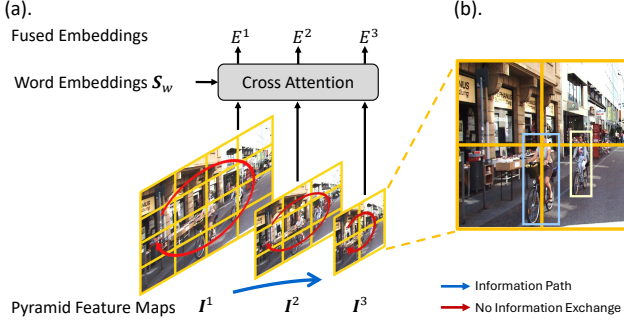 (a).
(b).
Fused Embeddings E¹ E² E³
Word Embeddings S_w
Cross Attention
Pyramid Feature Maps I¹ I² I³
Information Path
No Information Exchange